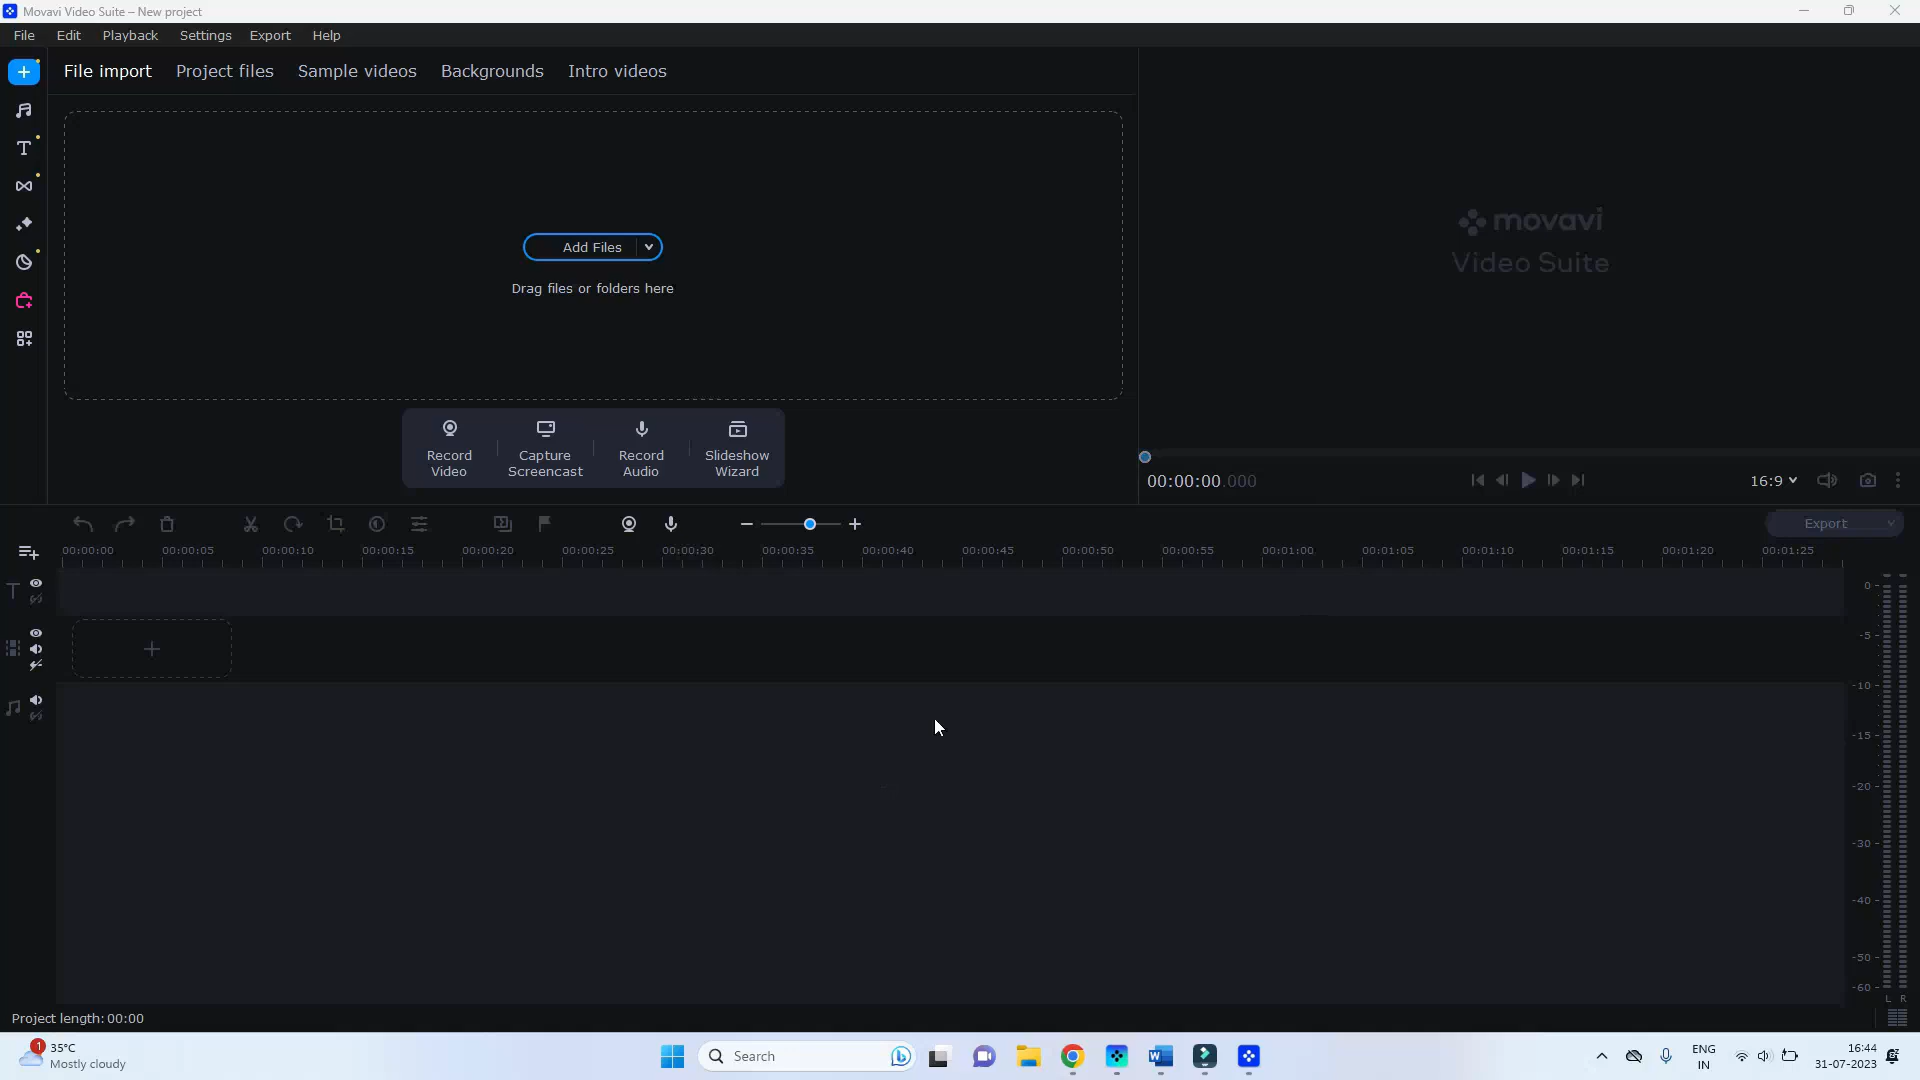 Movavi Video Suite – New project
File Edit Playback Settings Export Help
File import Project files Sample videos Backgrounds Intro videos
Add Files
Drag files or folders here
movavi
Video Suite
Record Video
Capture Screencast
Record Audio
Slideshow Wizard
00:00:00.000
16:9
Export
00:00:00 00:00:05 00:00:10 00:00:15 00:00:20 00:00:25 00:00:30 00:00:35 00:00:40 00:00:45 00:00:50 00:00:55 00:01:00 00:01:05 00:01:10 00:01:15 00:01:20 00:01:25
0
-5
-10
-15
-20
-30
-40
-50
-60
L R
Project length: 00:00
1
35°C
Mostly cloudy
Search
ENG
IN
16:44
31-07-2023